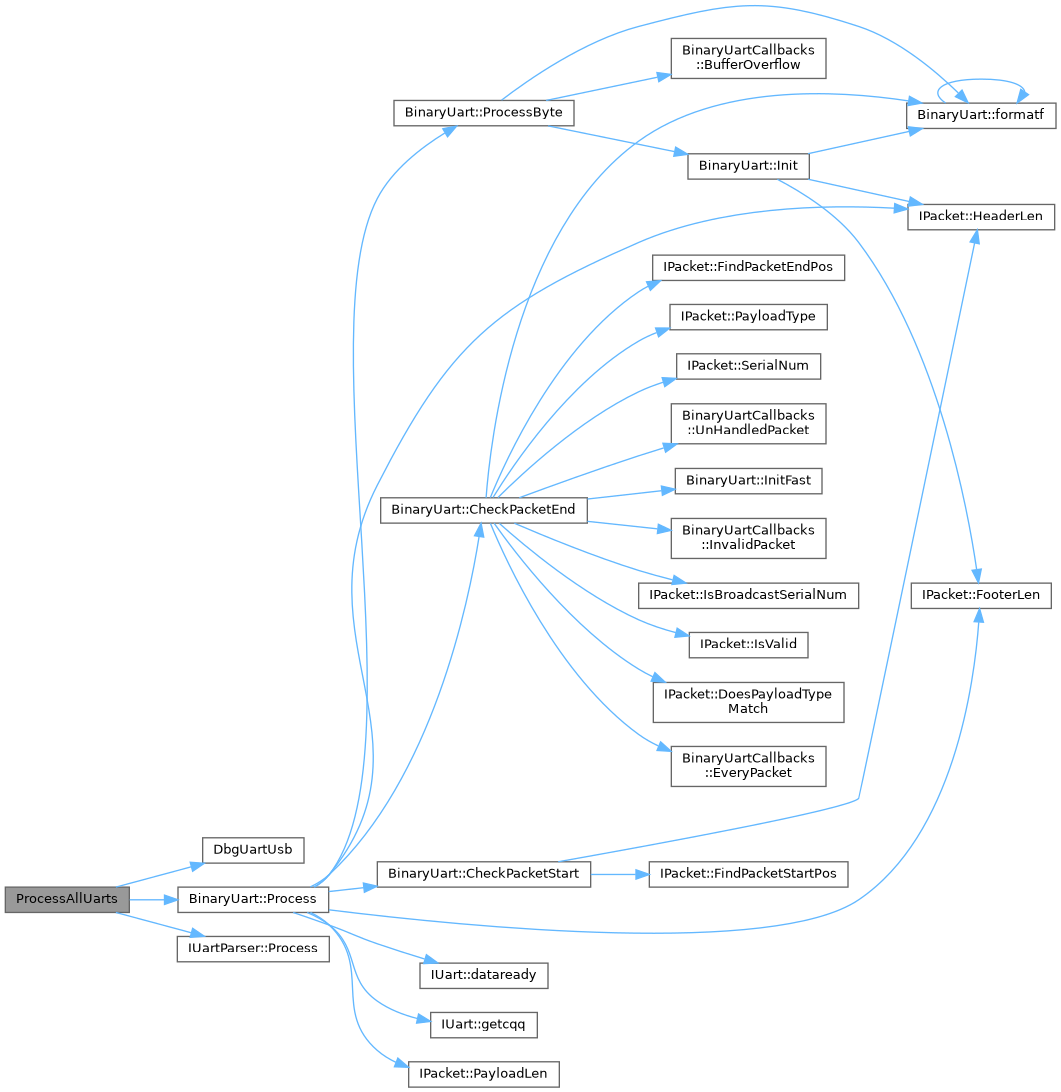 BinaryUartCallbacks
::BufferOverflow
BinaryUart::ProcessByte
BinaryUart::formatf
BinaryUart::Init
IPacket::HeaderLen
IPacket::FindPacketEndPos
IPacket::PayloadType
IPacket::SerialNum
BinaryUartCallbacks
::UnHandledPacket
BinaryUart::InitFast
BinaryUart::CheckPacketEnd
BinaryUartCallbacks
::InvalidPacket
IPacket::IsBroadcastSerialNum
IPacket::FooterLen
IPacket::IsValid
IPacket::DoesPayloadType
Match
BinaryUartCallbacks
::EveryPacket
DbgUartUsb
BinaryUart::CheckPacketStart
IPacket::FindPacketStartPos
ProcessAllUarts
BinaryUart::Process
IUartParser::Process
IUart::dataready
IUart::getcqq
IPacket::PayloadLen